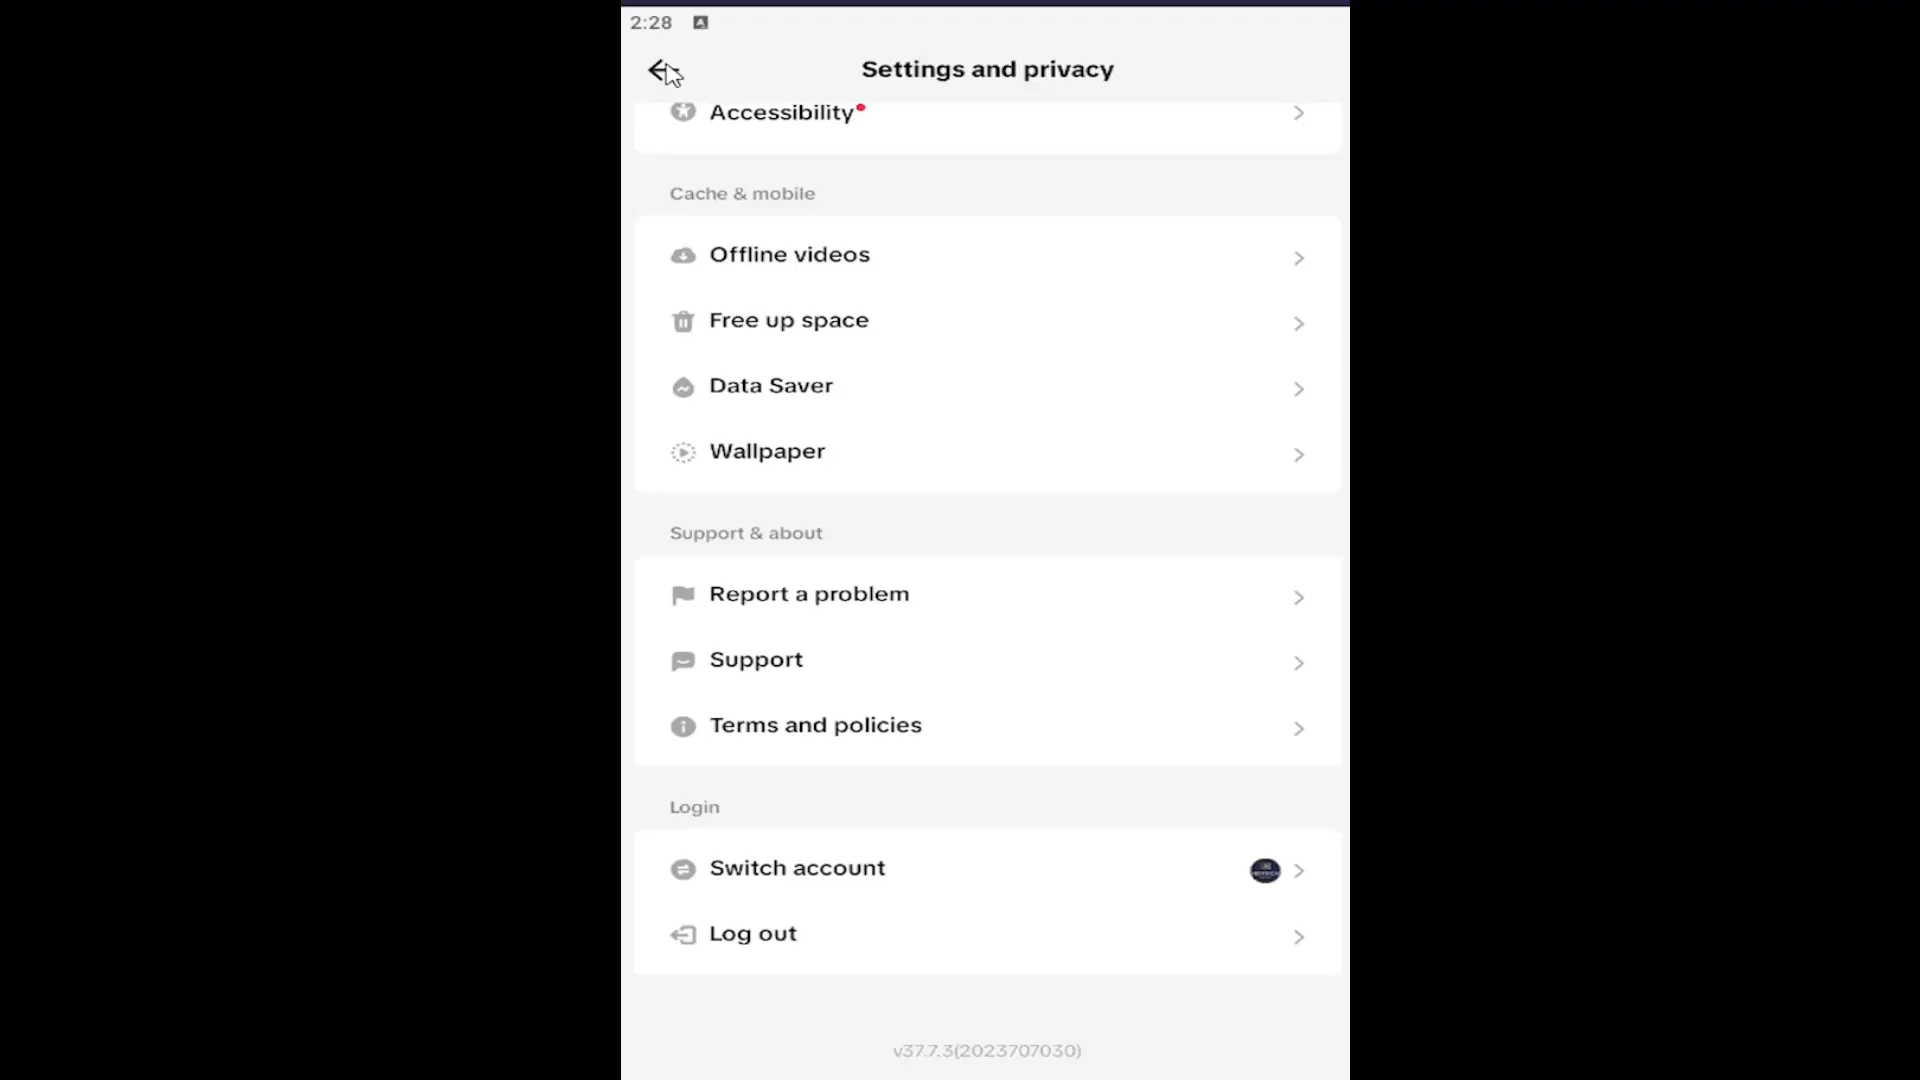 2:28
Settings and privacy
Accessibility
Cache & mobile
Offline videos
Free up space
Data Saver
Wallpaper
Support & about
Report a problem
Support
Terms and policies
Login
Switch account
Log out
v37.7.3(2023707030)